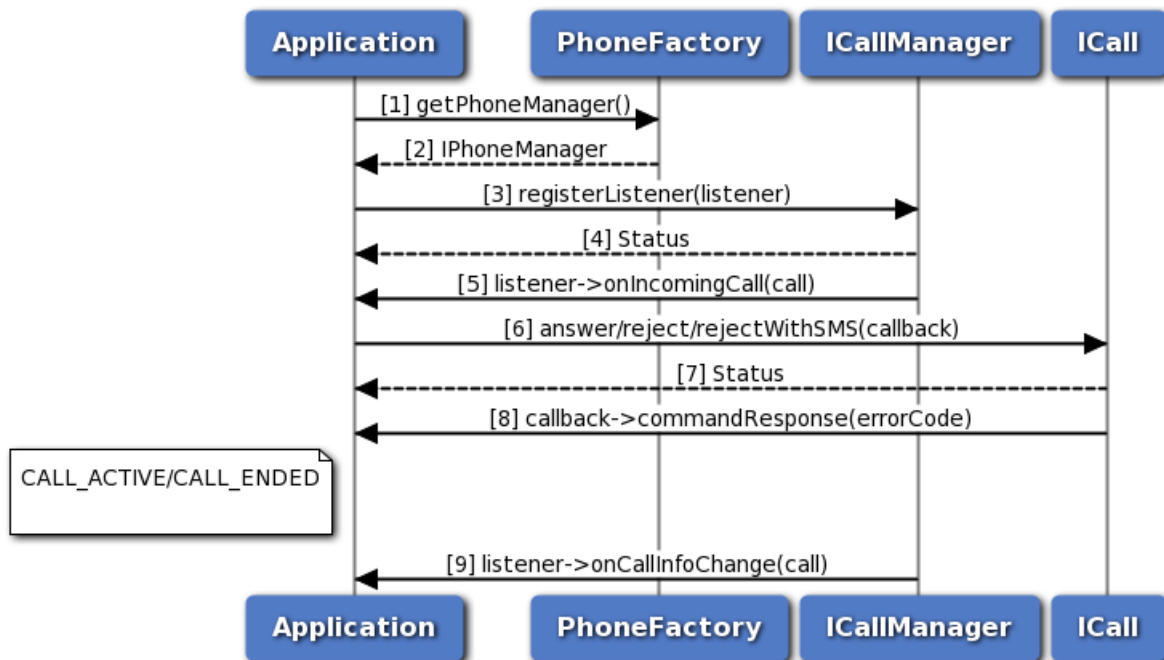 Application PhoneFactory ICallManager ICall
[1] getPhoneManager()
[2] IPhoneManager
[3] registerListener(listener)
[4] Status
[5] listener->onIncomingCall(call)
[6] answer/reject/rejectWithSMS(callback)
[7] Status
[8] callback->commandResponse(errorCode)
CALL_ACTIVE/CALL_ENDED
[9] listener->onCallInfoChange(call)
Application PhoneFactory ICallManager ICall